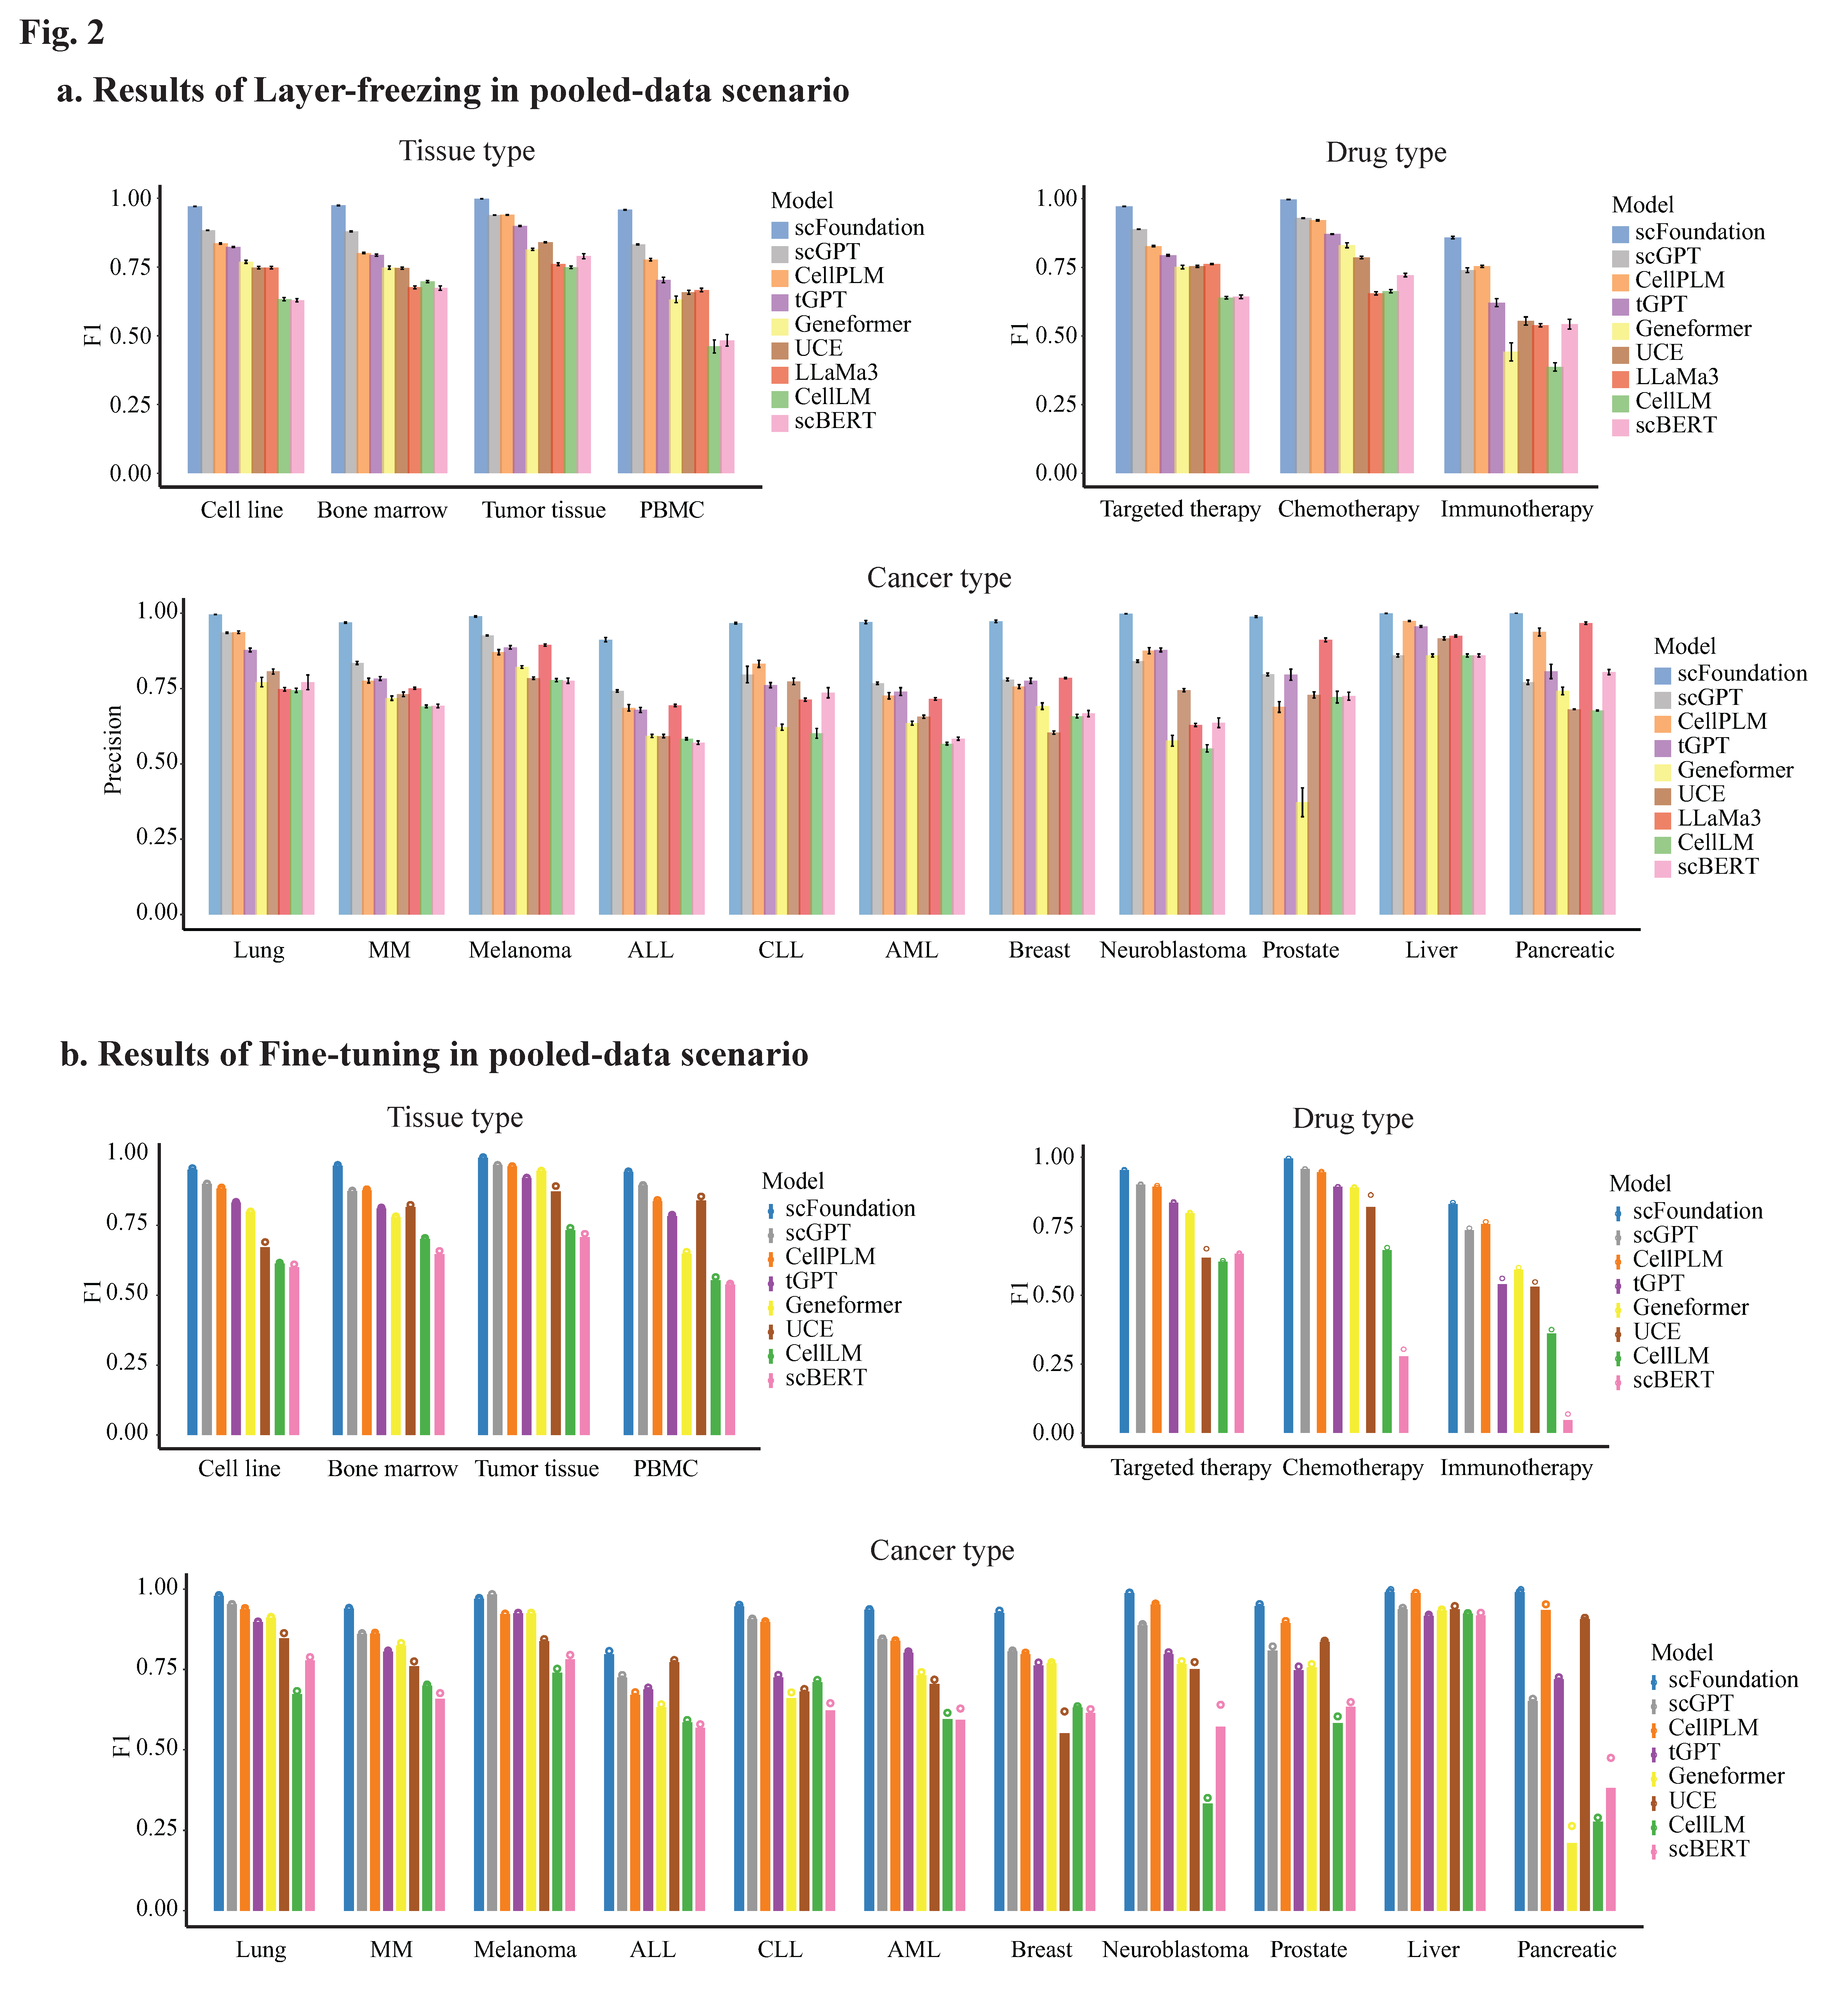 Fig. 2
a. Results of Layer-freezing in pooled-data scenario
Tissue type
F1
1.00
0.75
0.50
0.25
0.00
Cell line
Bone marrow
Tumor tissue
PBMC
Model
scFoundation
scGPT
CellPLM
tGPT
Geneformer
UCE
LLaMa3
CellLM
scBERT
Drug type
F1
1.00
0.75
0.50
0.25
0.00
Targeted therapy
Chemotherapy
Immunotherapy
Model
scFoundation
scGPT
CellPLM
tGPT
Geneformer
UCE
LLaMa3
CellLM
scBERT
Cancer type
Precision
1.00
0.75
0.50
0.25
0.00
Lung
MM
Melanoma
ALL
CLL
AML
Breast
Neuroblastoma
Prostate
Liver
Pancreatic
Model
scFoundation
scGPT
CellPLM
tGPT
Geneformer
UCE
LLaMa3
CellLM
scBERT
b. Results of Fine-tuning in pooled-data scenario
Tissue type
F1
1.00
0.75
0.50
0.25
0.00
Cell line
Bone marrow
Tumor tissue
PBMC
Model
scFoundation
scGPT
CellPLM
tGPT
Geneformer
UCE
CellLM
scBERT
Drug type
F1
1.00
0.75
0.50
0.25
0.00
Targeted therapy
Chemotherapy
Immunotherapy
Model
scFoundation
scGPT
CellPLM
tGPT
Geneformer
UCE
CellLM
scBERT
Cancer type
F1
1.00
0.75
0.50
0.25
0.00
Lung
MM
Melanoma
ALL
CLL
AML
Breast
Neuroblastoma
Prostate
Liver
Pancreatic
Model
scFoundation
scGPT
CellPLM
tGPT
Geneformer
UCE
CellLM
scBERT